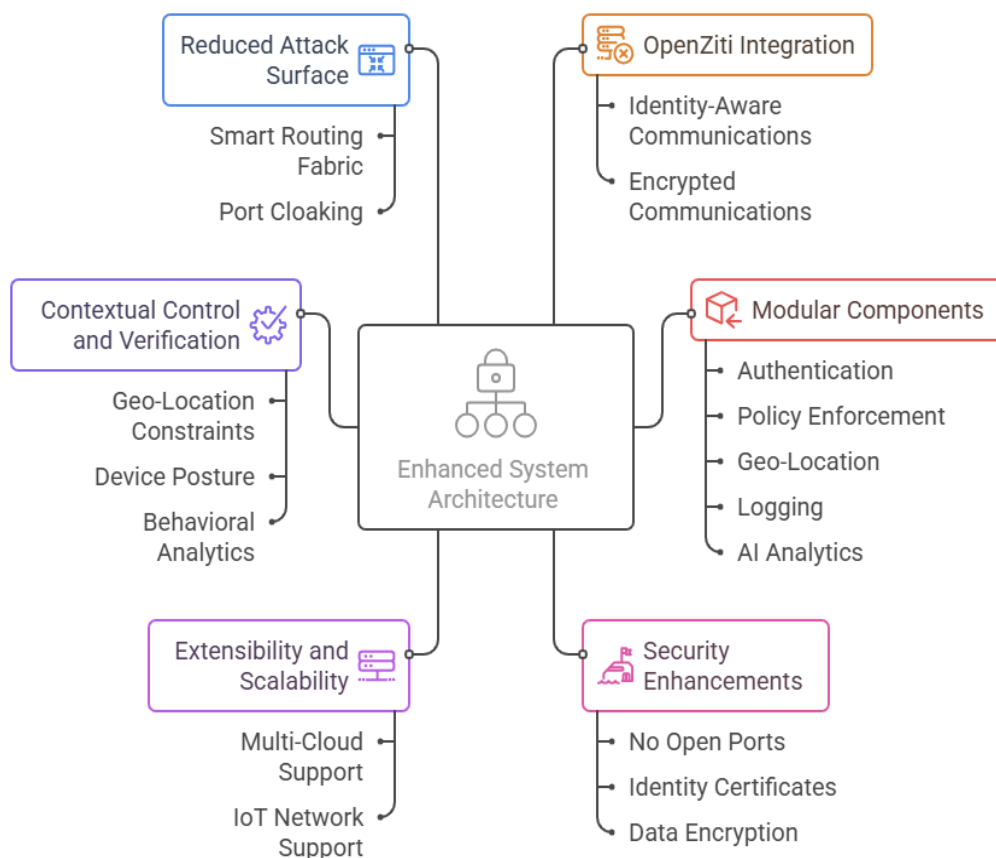 Reduced Attack
Surface
Smart Routing
Fabric
Port Cloaking
OpenZiti Integration
Identity-Aware
Communications
Encrypted
Communications
Contextual Control
and Verification
Geo-Location
Constraints
Device Posture
Behavioral
Analytics
Enhanced System
Architecture
Modular Components
Authentication
Policy Enforcement
Geo-Location
Logging
AI Analytics
Extensibility and
Scalability
Multi-Cloud
Support
IoT Network
Support
Security
Enhancements
No Open Ports
Identity Certificates
Data Encryption